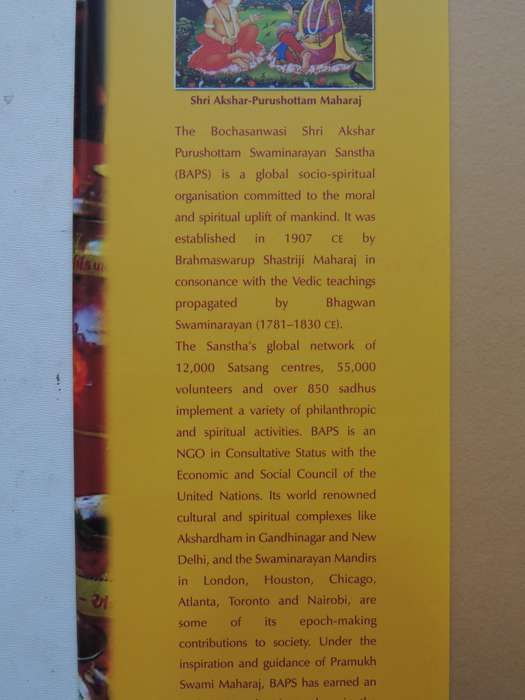 Shri Akshar-Purushottam Maharaj
The Bochasanwasi Shri Akshar
Purushottam Swaminarayan Sanstha
(BAPS) is a global socio-spiritual
organisation committed to the moral
and spiritual uplift of mankind. It was
established in 1907 CE by
Brahmaswarup Shastriji Maharaj in
consonance with the Vedic teachings
propagated by Bhagwan
Swaminarayan (1781–1830 CE).
The Sanstha's global network of
12,000 Satsang centres, 55,000
volunteers and over 850 sadhus
implement a variety of philanthropic
and spiritual activities. BAPS is an
NGO in Consultative Status with the
Economic and Social Council of the
United Nations. Its world renowned
cultural and spiritual complexes like
Akshardham in Gandhinagar and New
Delhi, and the Swaminarayan Mandirs
in London, Houston, Chicago,
Atlanta, Toronto and Nairobi, are
some of its epoch-making
contributions to society. Under the
inspiration and guidance of Pramukh
Swami Maharaj, BAPS has earned an